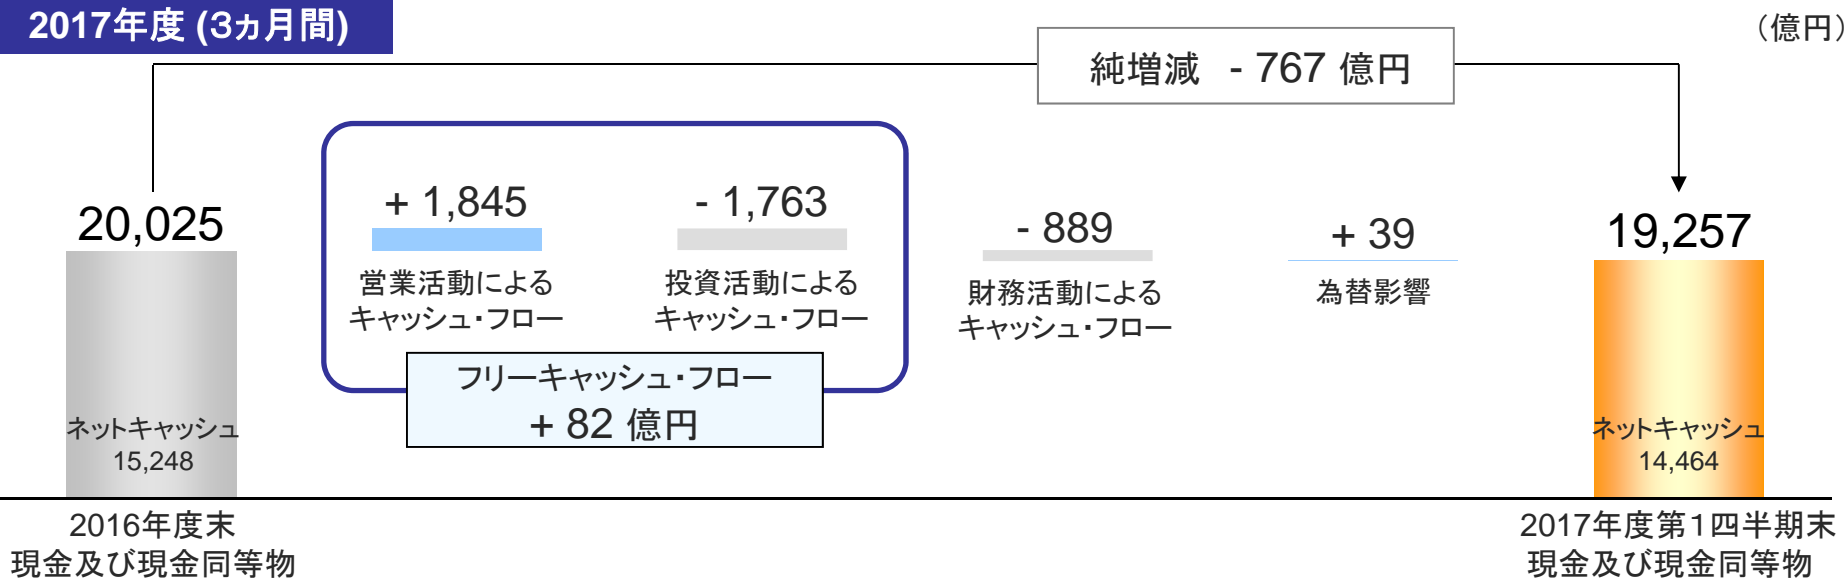 2017年度 (3ヵ月間)
（億円）
純増減 - 767 億円
20,025
+ 1,845
- 1,763
- 889
+ 39
19,257
営業活動による
キャッシュ・フロー
投資活動による
キャッシュ・フロー
財務活動による
キャッシュ・フロー
為替影響
フリーキャッシュ・フロー
+ 82 億円
ネットキャッシュ
15,248
ネットキャッシュ
14,464
2016年度末
現金及び現金同等物
2017年度第1四半期末
現金及び現金同等物